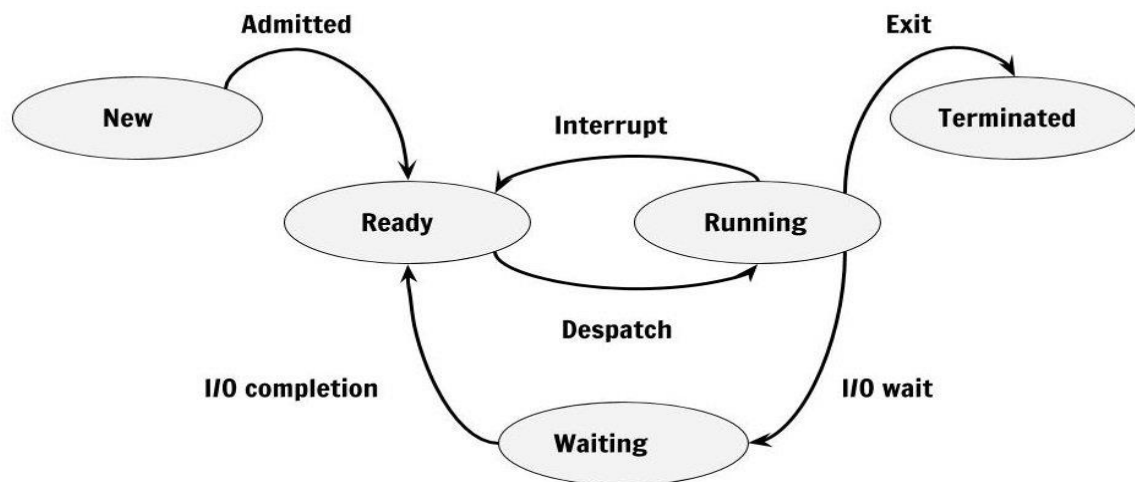 Admitted
Exit
New
Terminated
Interrupt
Ready
Running
Despatch
I/O completion
I/O wait
Waiting